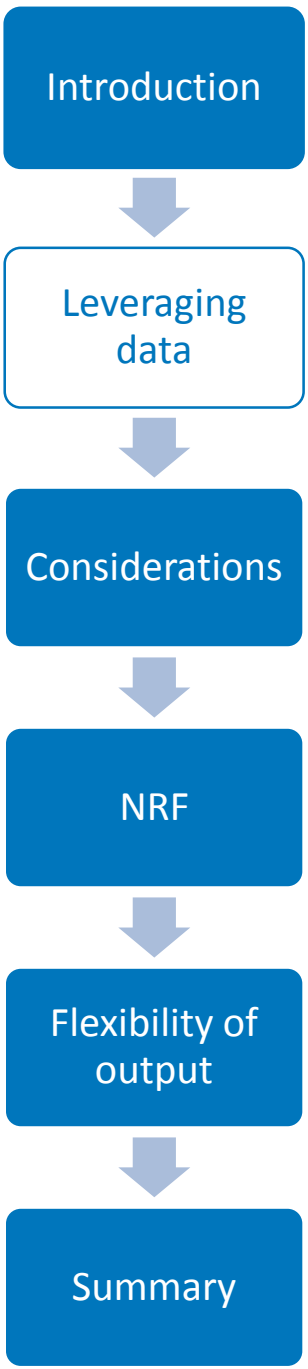 Introduction
Leveraging
data
Considerations
NRF
Flexibility of
output
Summary